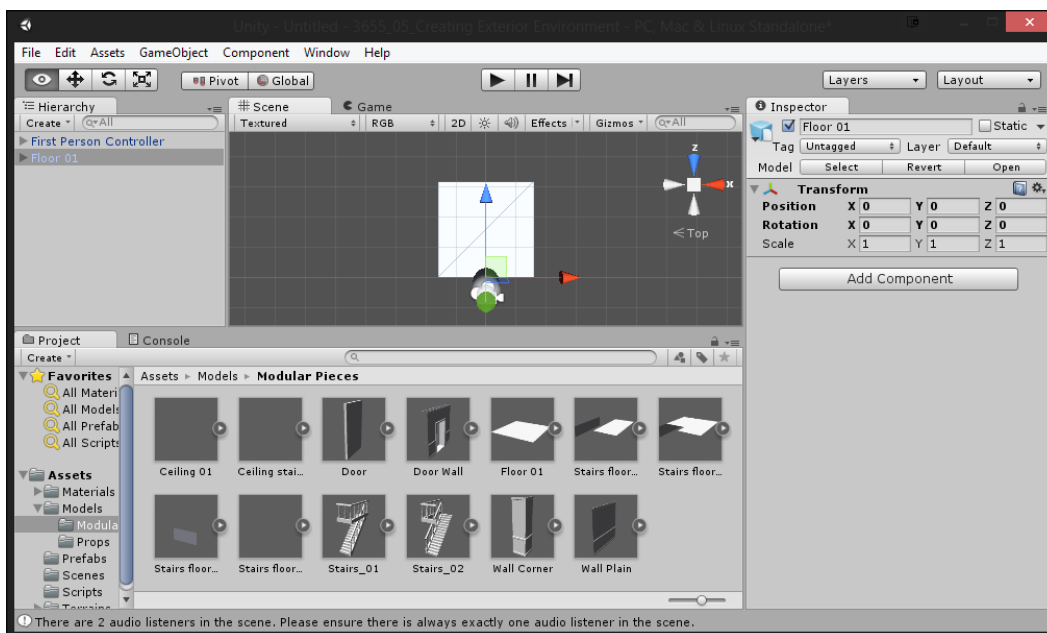 Unity - Untitled - 3655_05_Creating Exterior Environment - PC, Mac & Linux Standalone*
File Edit Assets GameObject Component Window Help
Pivot Global Layers Layout
Hierarchy
Create All
First Person Controller
Floor 01
Scene Game
Textured RGB 2D Effects Gizmos All
z
x
Top
Inspector
Floor 01 Static
Tag Untagged Layer Default
Model Select Revert Open
Transform
Position X 0 Y 0 Z 0
Rotation X 0 Y 0 Z 0
Scale X 1 Y 1 Z 1
Add Component
Project Console
Create
Favorites
All Materi
All Models
All Prefab
All Scripts
Assets
Materials
Models
Modula
Props
Prefabs
Scenes
Scripts
Terrains
Assets Models Modular Pieces
Ceiling 01 Ceiling stai... Door Door Wall Floor 01 Stairs floor... Stairs floor...
Stairs floor... Stairs floor... Stairs_01 Stairs_02 Wall Corner Wall Plain
There are 2 audio listeners in the scene. Please ensure there is always exactly one audio listener in the scene.